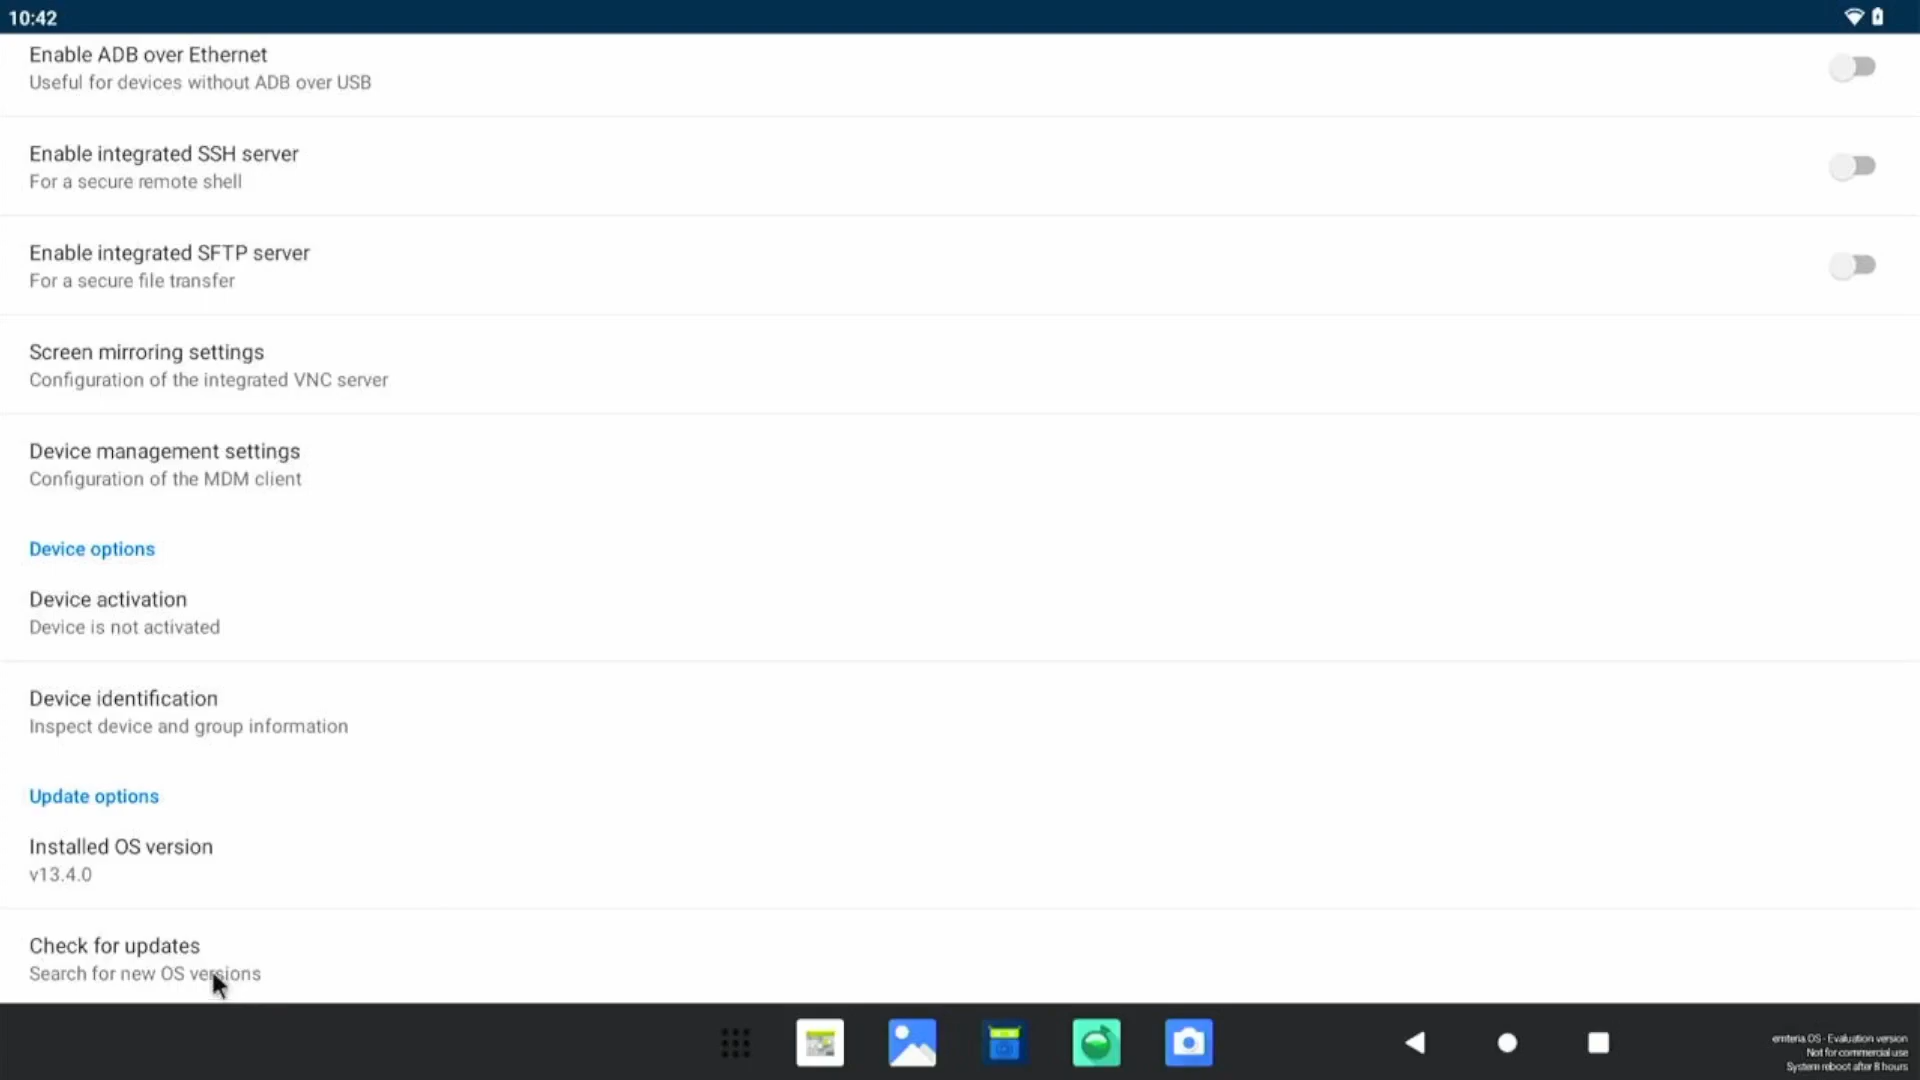 10:42
Enable ADB over Ethernet
Useful for devices without ADB over USB
Enable integrated SSH server
For a secure remote shell
Enable integrated SFTP server
For a secure file transfer
Screen mirroring settings
Configuration of the integrated VNC server
Device management settings
Configuration of the MDM client
Device options
Device activation
Device is not activated
Device identification
Inspect device and group information
Update options
Installed OS version
v13.4.0
Check for updates
Search for new OS versions
emteria.OS - Evaluation version
Not for commercial use
System reboot after 8 hours